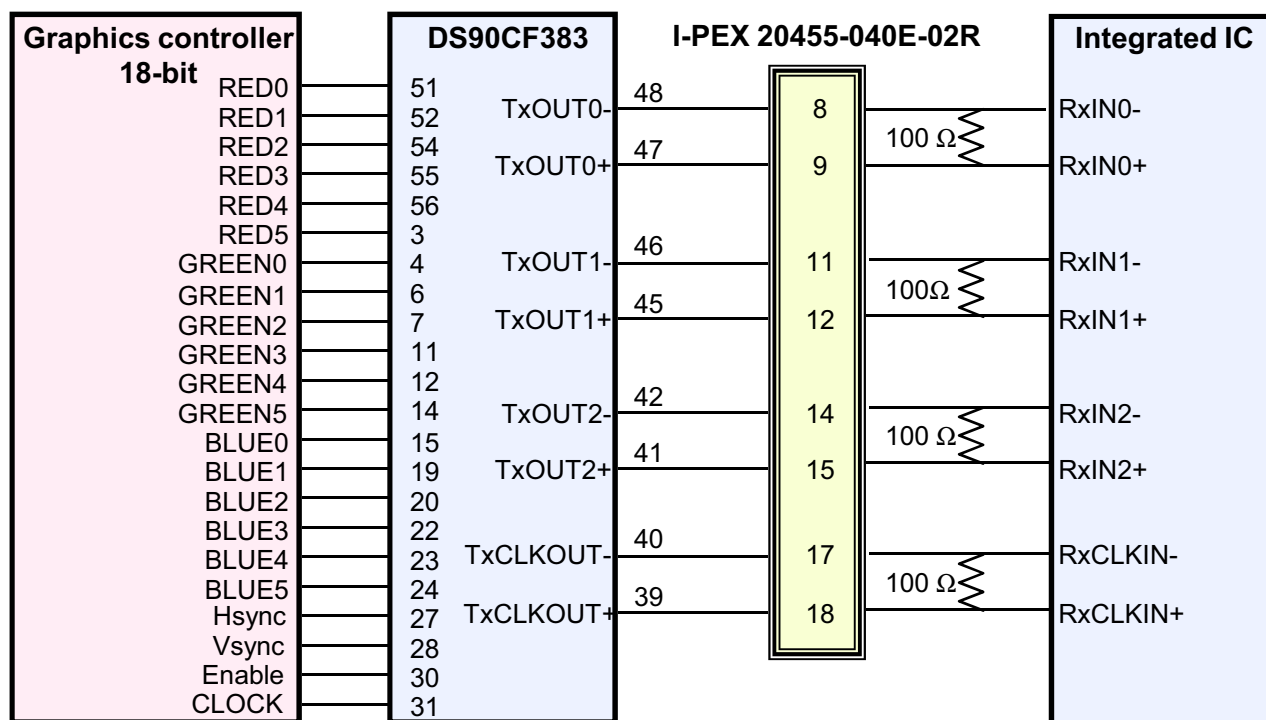 Graphics controller
18-bit
DS90CF383
I-PEX 20455-040E-02R
Integrated IC
RED0
RED1
RED2
RED3
RED4
RED5
GREEN0
GREEN1
GREEN2
GREEN3
GREEN4
GREEN5
BLUE0
BLUE1
BLUE2
BLUE3
BLUE4
BLUE5
Hsync
Vsync
Enable
CLOCK
51
52
54
55
56
3
4
6
7
11
12
14
15
19
20
22
23
24
27
28
30
31
TxOUT0-
TxOUT0+
TxOUT1-
TxOUT1+
TxOUT2-
TxOUT2+
TxCLKOUT-
TxCLKOUT+
48
47
46
45
42
41
40
39
8
9
11
12
14
15
17
18
100 Ω
100Ω
100 Ω
100 Ω
RxIN0-
RxIN0+
RxIN1-
RxIN1+
RxIN2-
RxIN2+
RxCLKIN-
RxCLKIN+